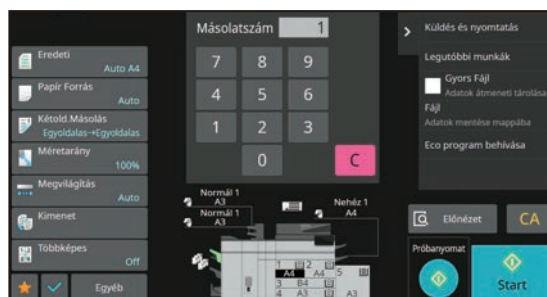 Eredeti
Auto A4
Papír Forrás
Auto
Kétold.Másolás
Egyoldalas→Egyoldalas
Méretarány
100%
Megvilágítás
Auto
Kimenet
Többképes
Off
Egyéb
Másolatszám
1
7 8 9
4 5 6
1 2 3
0 C
Normál 1
A3
Normál 1
A3
Nehéz 1
A4
1 2
A4 A4 5
3 B4
4 A3 A3
Küldés és nyomtatás
Legutóbbi munkák
Gyors Fájl
Adatok átmeneti tárolása
Fájl
Adatok mentése mappába
Eco program behívása
Előnézet
CA
Próbanyomat
Start